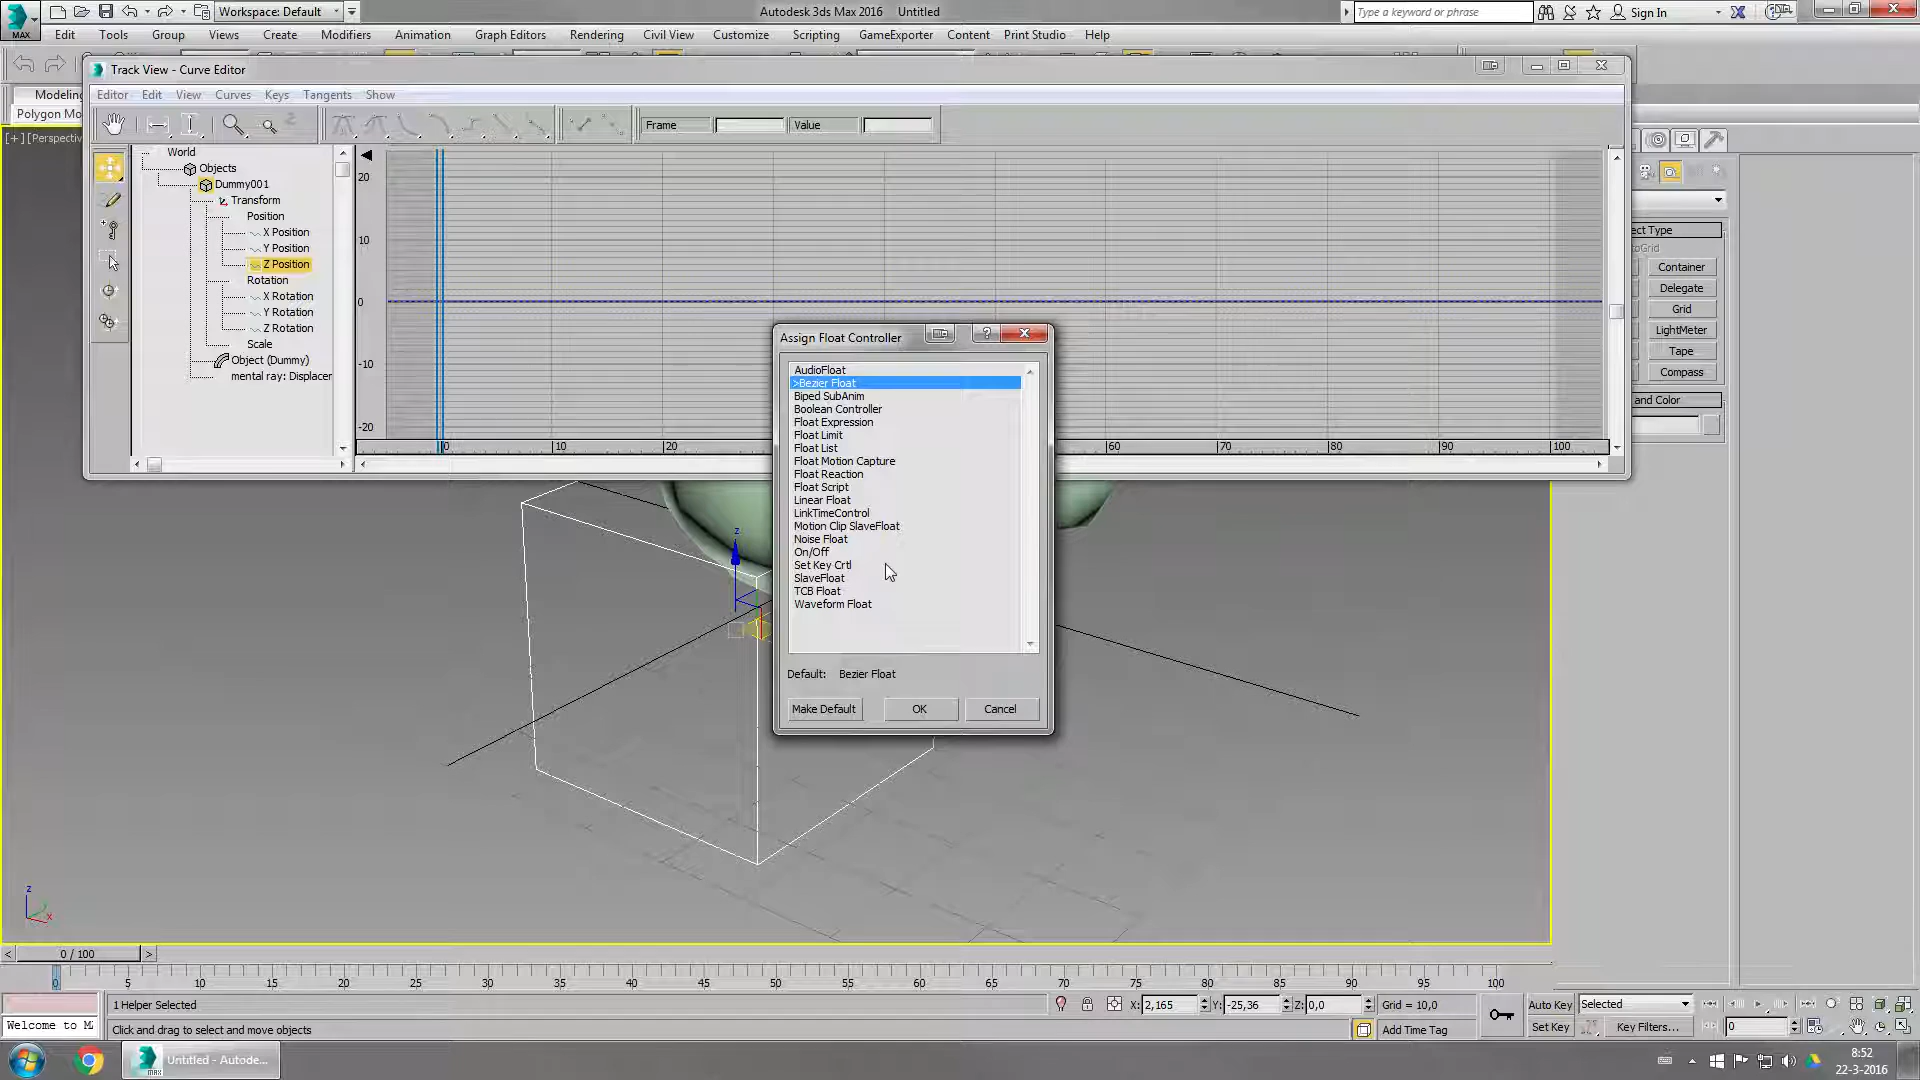 Workspace: Default
Autodesk 3ds Max 2016 Untitled
Type a keyword or phrase
Sign In
MAX
Edit Tools Group Views Create Modifiers Animation Graph Editors Rendering Civil View Customize Scripting GameExporter Content Print Studio Help
Track View - Curve Editor
Modeling
Editor Edit View Curves Keys Tangents Show
Polygon Mo
Frame
Value
[+] [Perspectiv
World
Objects
Dummy001
Transform
Position
X Position
Y Position
Z Position
Rotation
X Rotation
Y Rotation
Z Rotation
Scale
Object (Dummy)
mental ray: Displacer
20
10
0
-10
-20
0 10 20 60 70 80 90 100
ect Type
Container
Delegate
Grid
LightMeter
Tape
Compass
and Color
Assign Float Controller
AudioFloat
>Bezier Float
Biped SubAnim
Boolean Controller
Float Expression
Float Limit
Float List
Float Motion Capture
Float Reaction
Float Script
Linear Float
LinkTimeControl
Motion Clip SlaveFloat
Noise Float
On/Off
Set Key Crtl
SlaveFloat
TCB Float
Waveform Float
Default: Bezier Float
Make Default OK Cancel
z
z
x
< 0 / 100 >
0 5 10 15 20 25 30 35 40 45 50 55 60 65 70 75 80 85 90 95 100
1 Helper Selected
X: 2,165 Y: -25,36 Z: 0,0 Grid = 10,0
Auto Key Selected
Welcome to MA
Click and drag to select and move objects
Add Time Tag
Set Key Key Filters... 0
Untitled - Autode...
8:52
22-3-2016